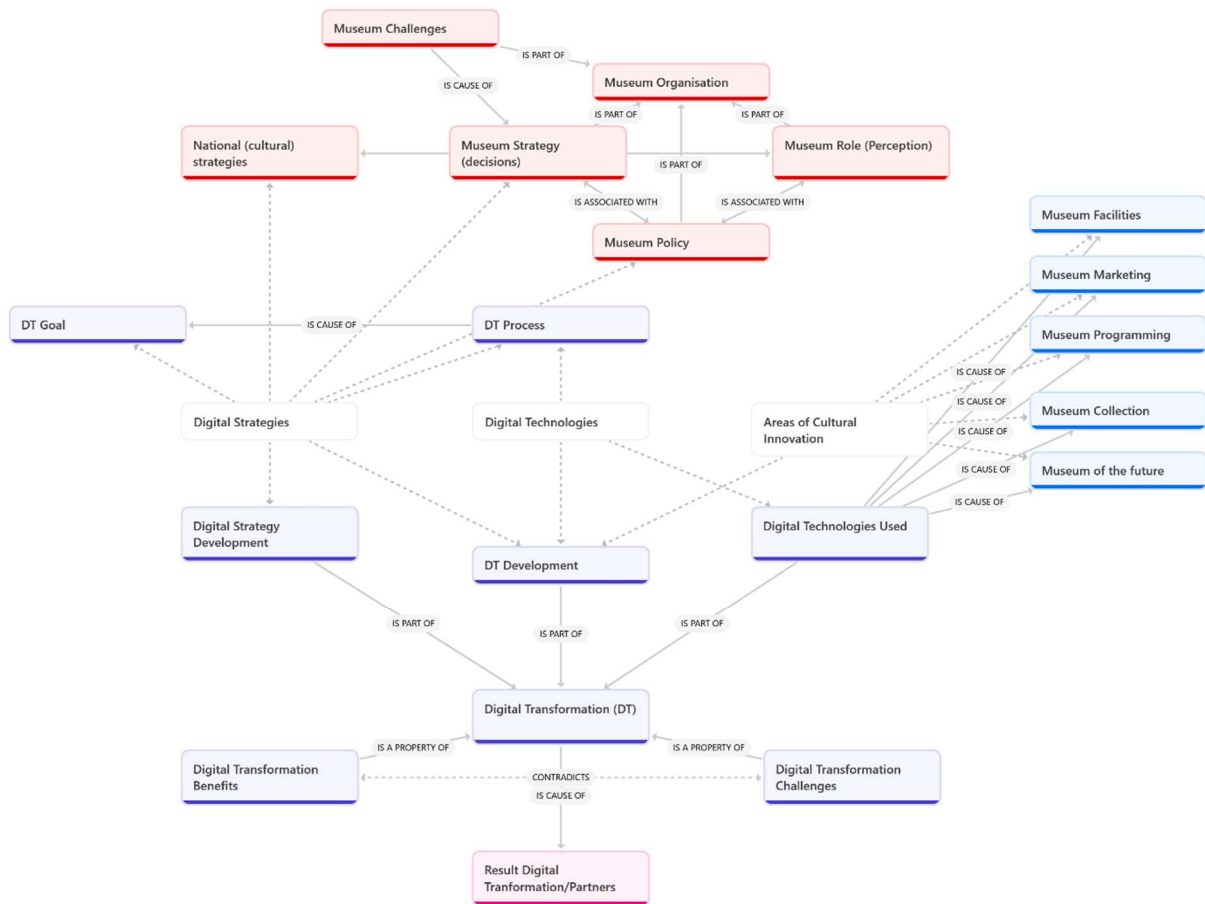 Museum Challenges
IS PART OF
Museum Organisation
IS CAUSE OF
IS PART OF
IS PART OF
National (cultural)
strategies
Museum Strategy
(decisions)
Museum Role (Perception)
IS PART OF
IS ASSOCIATED WITH
IS ASSOCIATED WITH
Museum Facilities
Museum Policy
Museum Marketing
DT Goal
IS CAUSE OF
DT Process
Museum Programming
IS CAUSE OF
IS CAUSE OF
Museum Collection
Digital Strategies
Digital Technologies
Areas of Cultural
Innovation
IS CAUSE OF
IS CAUSE OF
Museum of the future
IS CAUSE OF
Digital Strategy
Development
Digital Technologies Used
DT Development
IS PART OF
IS PART OF
IS PART OF
Digital Transformation (DT)
IS A PROPERTY OF
IS A PROPERTY OF
Digital Transformation
Benefits
CONTRADICTS
IS CAUSE OF
Digital Transformation
Challenges
Result Digital
Tranformation/Partners